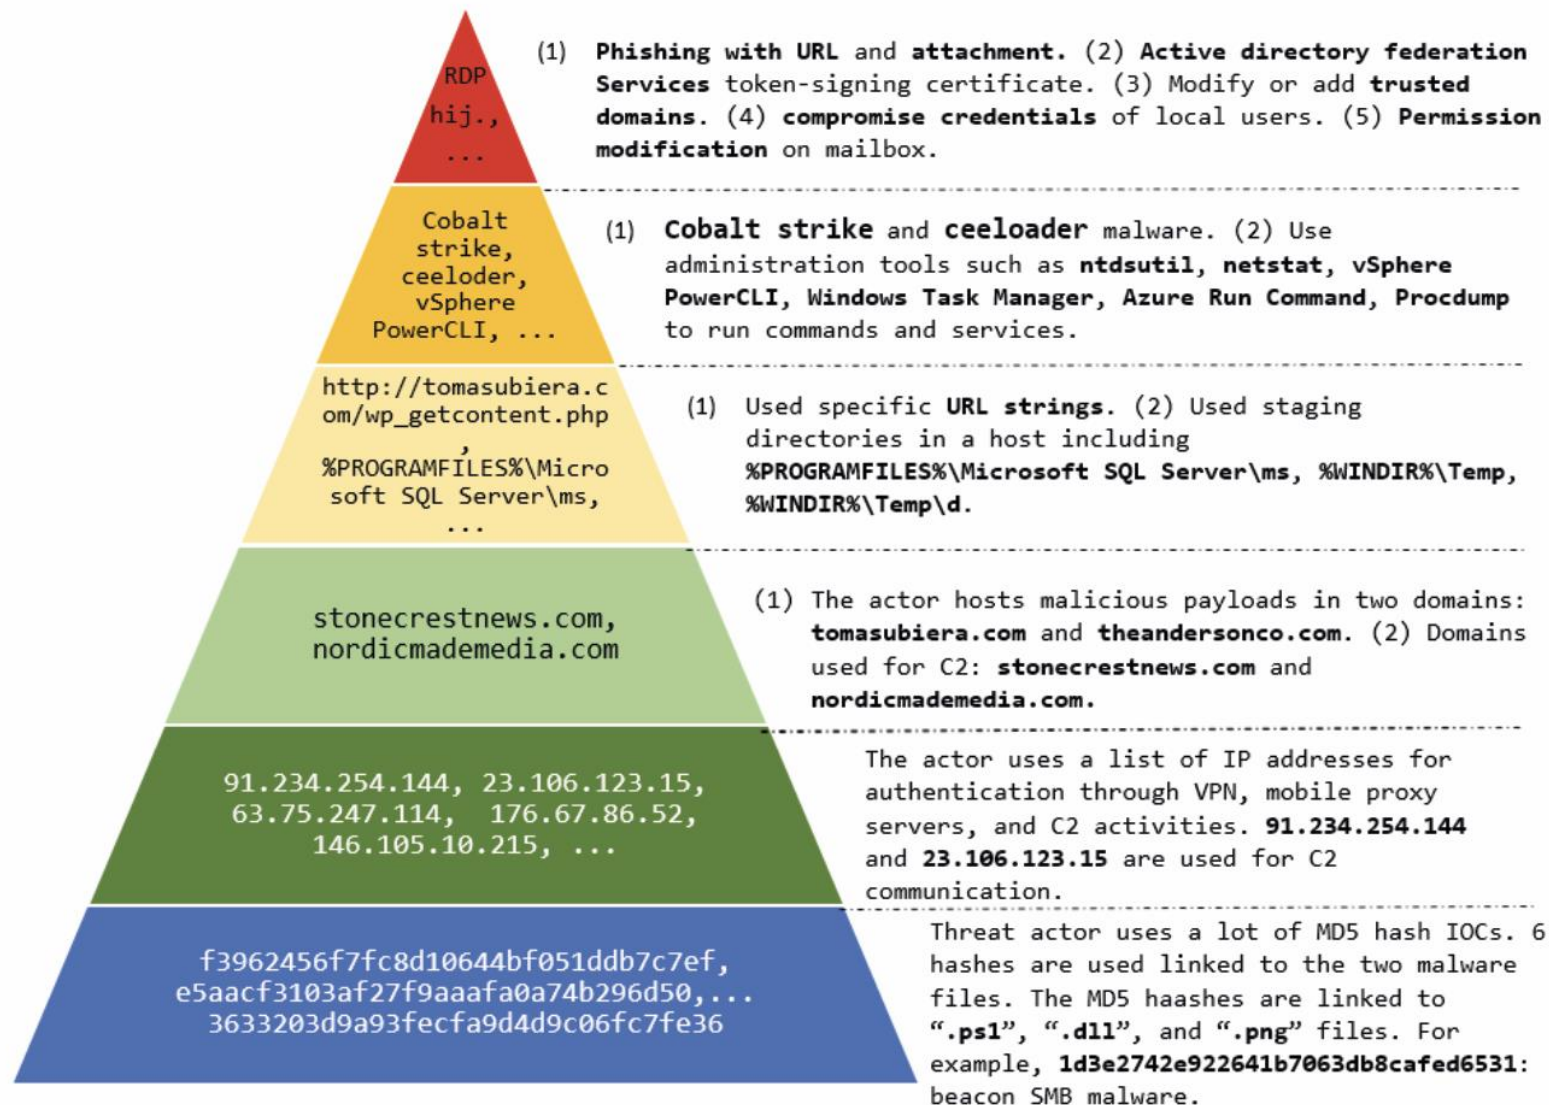 RDP
hij.,
...
(1) Phishing with URL and attachment. (2) Active directory federation
Services token-signing certificate. (3) Modify or add trusted
domains. (4) compromise credentials of local users. (5) Permission
modification on mailbox.
Cobalt
strike,
ceeloder,
vSphere
PowerCLI, ...
(1) Cobalt strike and ceeloader malware. (2) Use
administration tools such as ntdsutil, netstat, vSphere
PowerCLI, Windows Task Manager, Azure Run Command, Procdump
to run commands and services.
http://tomasubiera.c
om/wp_getcontent.php
,
%PROGRAMFILES%\Micro
soft SQL Server\ms,
...
(1) Used specific URL strings. (2) Used staging
directories in a host including
%PROGRAMFILES%\Microsoft SQL Server\ms, %WINDIR%\Temp,
%WINDIR%\Temp\d.
stonecrestnews.com,
nordicmademedia.com
(1) The actor hosts malicious payloads in two domains:
tomasubiera.com and theandersonco.com. (2) Domains
used for C2: stonecrestnews.com and
nordicmademedia.com.
91.234.254.144, 23.106.123.15,
63.75.247.114, 176.67.86.52,
146.105.10.215, ...
The actor uses a list of IP addresses for
authentication through VPN, mobile proxy
servers, and C2 activities. 91.234.254.144
and 23.106.123.15 are used for C2
communication.
f3962456f7fc8d10644bf051ddb7c7ef,
e5aacf3103af27f9aaafa0a74b296d50,...
3633203d9a93fecfa9d4d9c06fc7fe36
Threat actor uses a lot of MD5 hash IOCs. 6
hashes are used linked to the two malware
files. The MD5 haashes are linked to
“.ps1”, “.dll”, and “.png” files. For
example, 1d3e2742e922641b7063db8cafed6531:
beacon SMB malware.